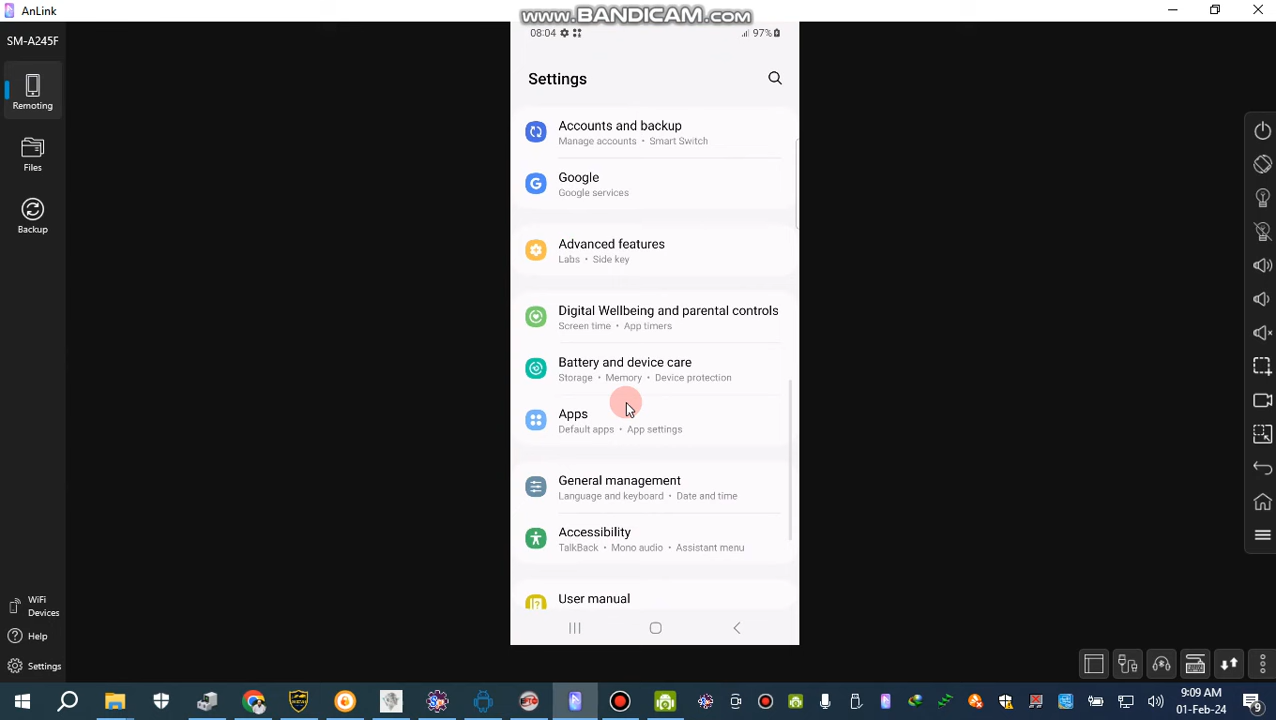 AnLink
www.BANDICAM.com
SM-A245F
08:04
97%
Remoting
Files
Backup
Settings
Accounts and backup
Manage accounts • Smart Switch
Google
Google services
Advanced features
Labs • Side key
Digital Wellbeing and parental controls
Screen time • App timers
Battery and device care
Storage • Memory • Device protection
Apps
Default apps • App settings
General management
Language and keyboard • Date and time
Accessibility
TalkBack • Mono audio • Assistant menu
User manual
WiFi
Devices
Help
Settings
9:09 AM
01-Feb-24
9